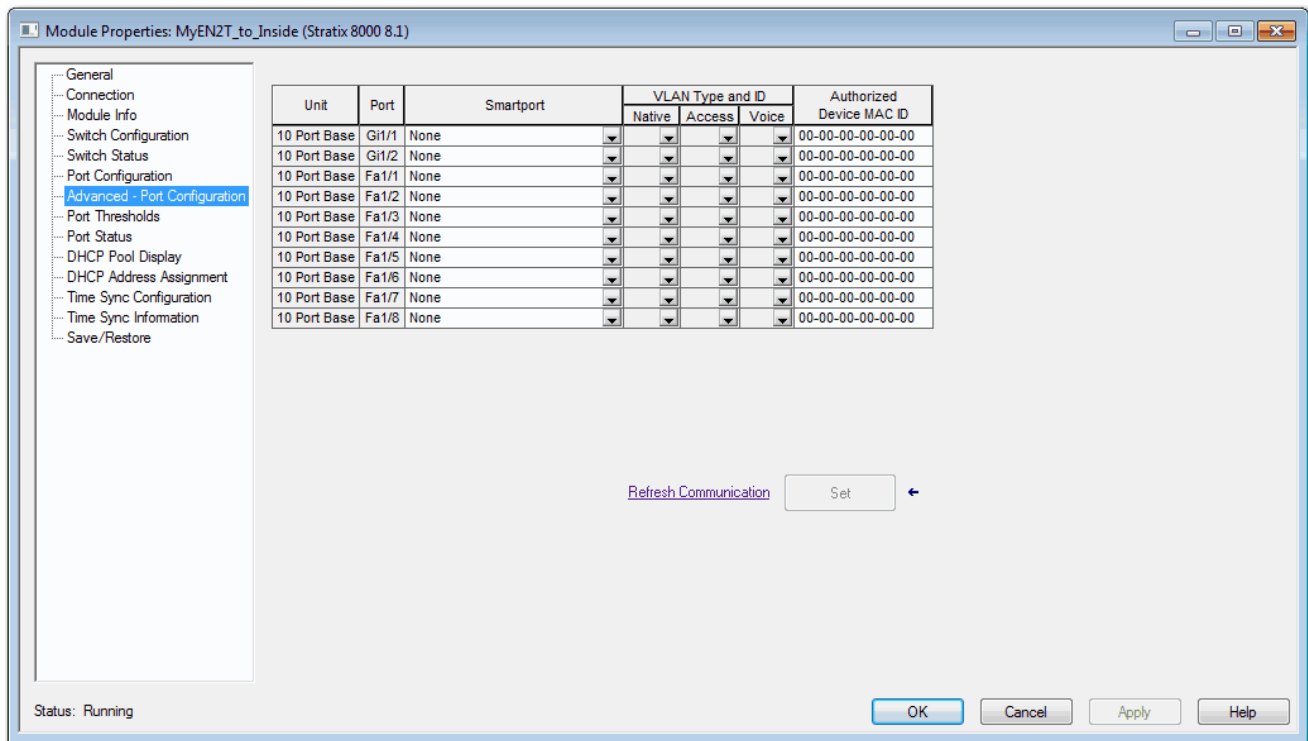 Module Properties: MyEN2T_to_Inside (Stratix 8000 8.1)
General
Connection
Module Info
Switch Configuration
Switch Status
Port Configuration
Advanced - Port Configuration
Port Thresholds
Port Status
DHCP Pool Display
DHCP Address Assignment
Time Sync Configuration
Time Sync Information
Save/Restore
Unit Port Smartport VLAN Type and ID Authorized Device MAC ID
Native Access Voice
10 Port Base Gi1/1 None 00-00-00-00-00-00
10 Port Base Gi1/2 None 00-00-00-00-00-00
10 Port Base Fa1/1 None 00-00-00-00-00-00
10 Port Base Fa1/2 None 00-00-00-00-00-00
10 Port Base Fa1/3 None 00-00-00-00-00-00
10 Port Base Fa1/4 None 00-00-00-00-00-00
10 Port Base Fa1/5 None 00-00-00-00-00-00
10 Port Base Fa1/6 None 00-00-00-00-00-00
10 Port Base Fa1/7 None 00-00-00-00-00-00
10 Port Base Fa1/8 None 00-00-00-00-00-00
Refresh Communication Set
Status: Running
OK Cancel Apply Help